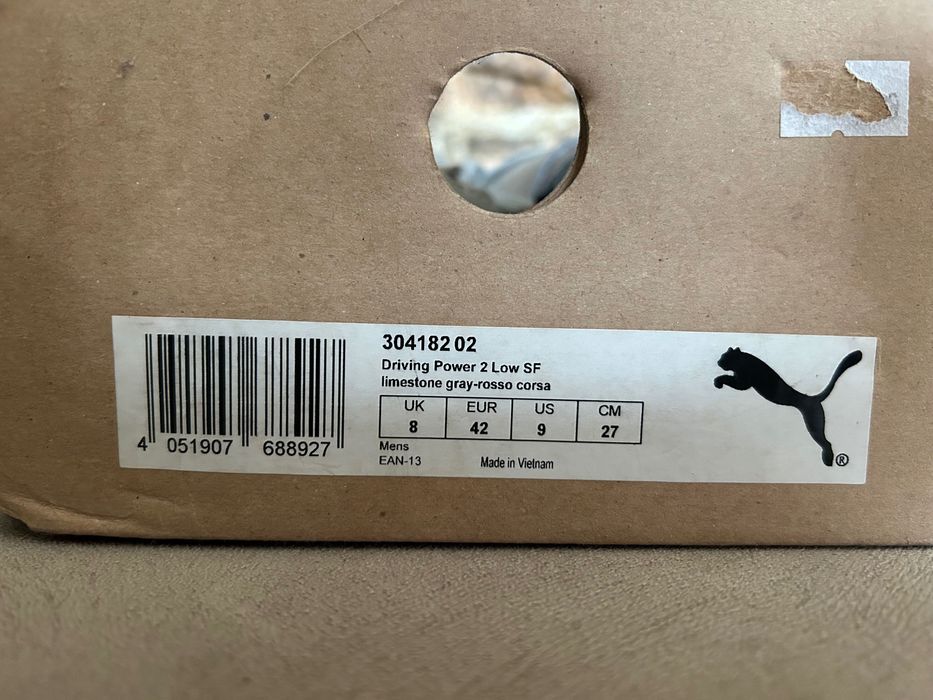 304182 02
Driving Power 2 Low SF
limestone gray-rosso corsa
UK EUR US CM
8 42 9 27
Mens
EAN-13 Made in Vietnam
4 051907 688927
®